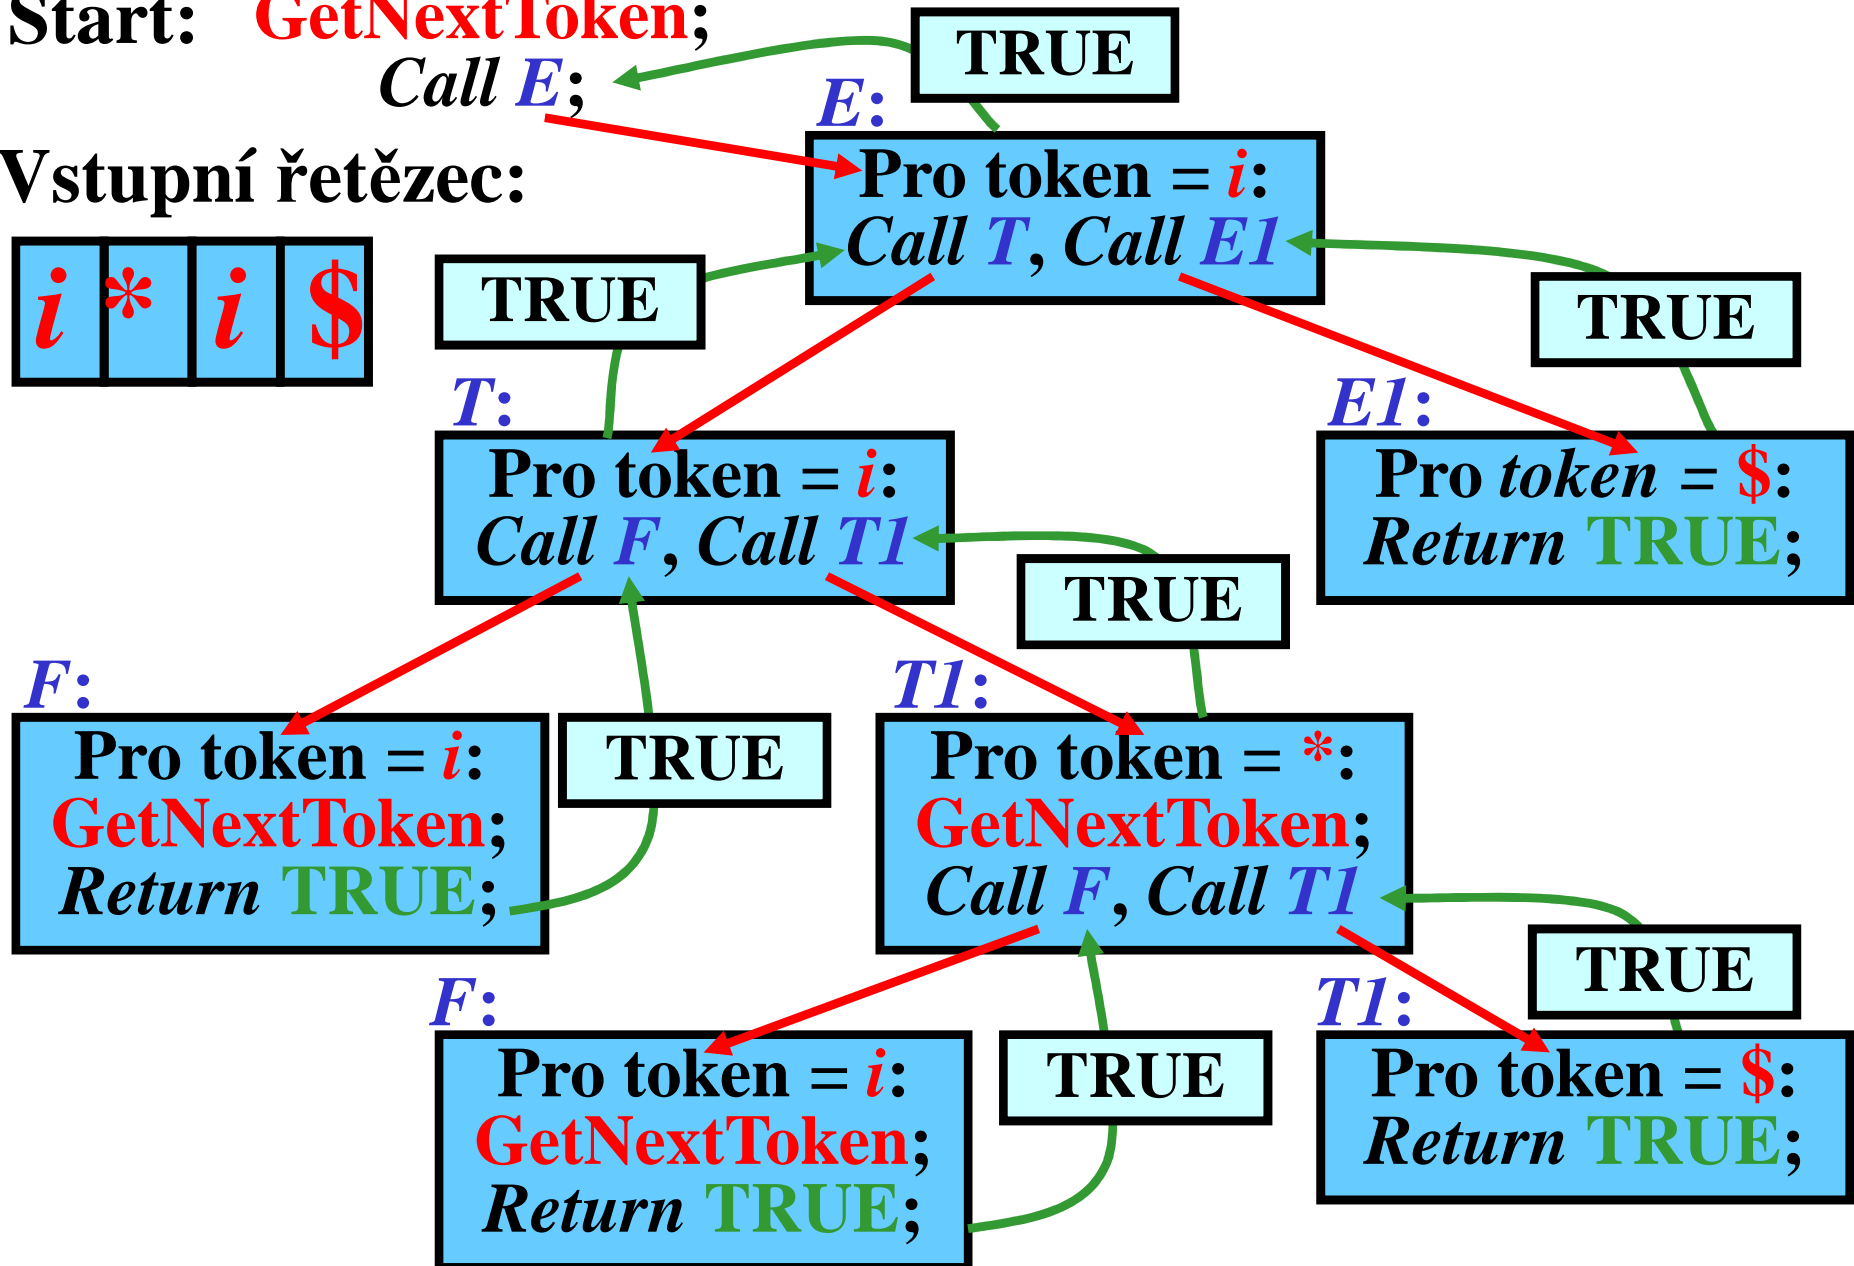 Start: GetNextToken;
Call E;
TRUE
E:
Pro token = i:
Call T, Call E1
Vstupní řetězec:
i * i $
TRUE
TRUE
T:
Pro token = i:
Call F, Call T1
E1:
Pro token = $:
Return TRUE;
TRUE
F:
Pro token = i:
GetNextToken;
Return TRUE;
TRUE
T1:
Pro token = *:
GetNextToken;
Call F, Call T1
TRUE
F:
Pro token = i:
GetNextToken;
Return TRUE;
TRUE
T1:
Pro token = $:
Return TRUE;